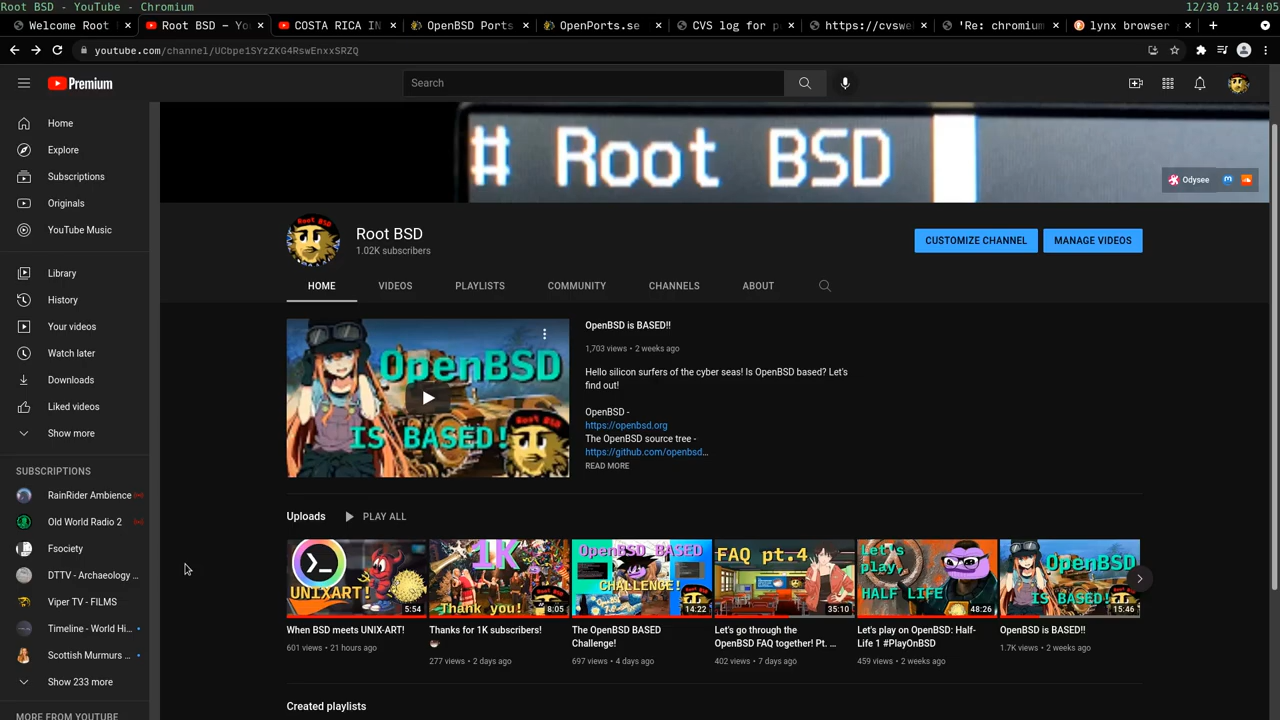 Root BSD - YouTube - Chromium
12/30 12:44:05
Welcome Root
Root BSD – Yo
COSTA RICA IN
OpenBSD Ports
OpenPorts.se
CVS log for p
https://cvswe
'Re: chromium
lynx browser
youtube.com/channel/UCbpe1SYzZKG4RswEnxxSRZQ
Premium
Search
Home
Explore
Subscriptions
Originals
YouTube Music
Library
History
Your videos
Watch later
Downloads
Liked videos
Show more
SUBSCRIPTIONS
RainRider Ambience
Old World Radio 2
Fsociety
DTTV - Archaeology ...
Viper TV - FILMS
Timeline - World Hi...
Scottish Murmurs ...
Show 233 more
MORE FROM YOUTUBE
# Root BSD
Odysee
Root BSD
1.02K subscribers
CUSTOMIZE CHANNEL
MANAGE VIDEOS
HOME
VIDEOS
PLAYLISTS
COMMUNITY
CHANNELS
ABOUT
OpenBSD
IS BASED!
Root BSD
OpenBSD is BASED!!
1,703 views • 2 weeks ago
Hello silicon surfers of the cyber seas! Is OpenBSD based? Let's
find out!
OpenBSD -
https://openbsd.org
The OpenBSD source tree -
https://github.com/openbsd...
READ MORE
Uploads
PLAY ALL
UNIXART!
5:54
When BSD meets UNIX-ART!
601 views • 21 hours ago
1K
Thank you!
8:05
Thanks for 1K subscribers!
277 views • 2 days ago
OpenBSD BASED
CHALLENGE!
14:22
The OpenBSD BASED
Challenge!
697 views • 4 days ago
FAQ pt.4
35:10
Let's go through the
OpenBSD FAQ together! Pt. ...
402 views • 7 days ago
Let's
play,
HALF LIFE
48:26
Let's play on OpenBSD: Half-
Life 1 #PlayOnBSD
459 views • 2 weeks ago
OpenBSD
IS BASED!
15:46
OpenBSD is BASED!!
1.7K views • 2 weeks ago
Created playlists